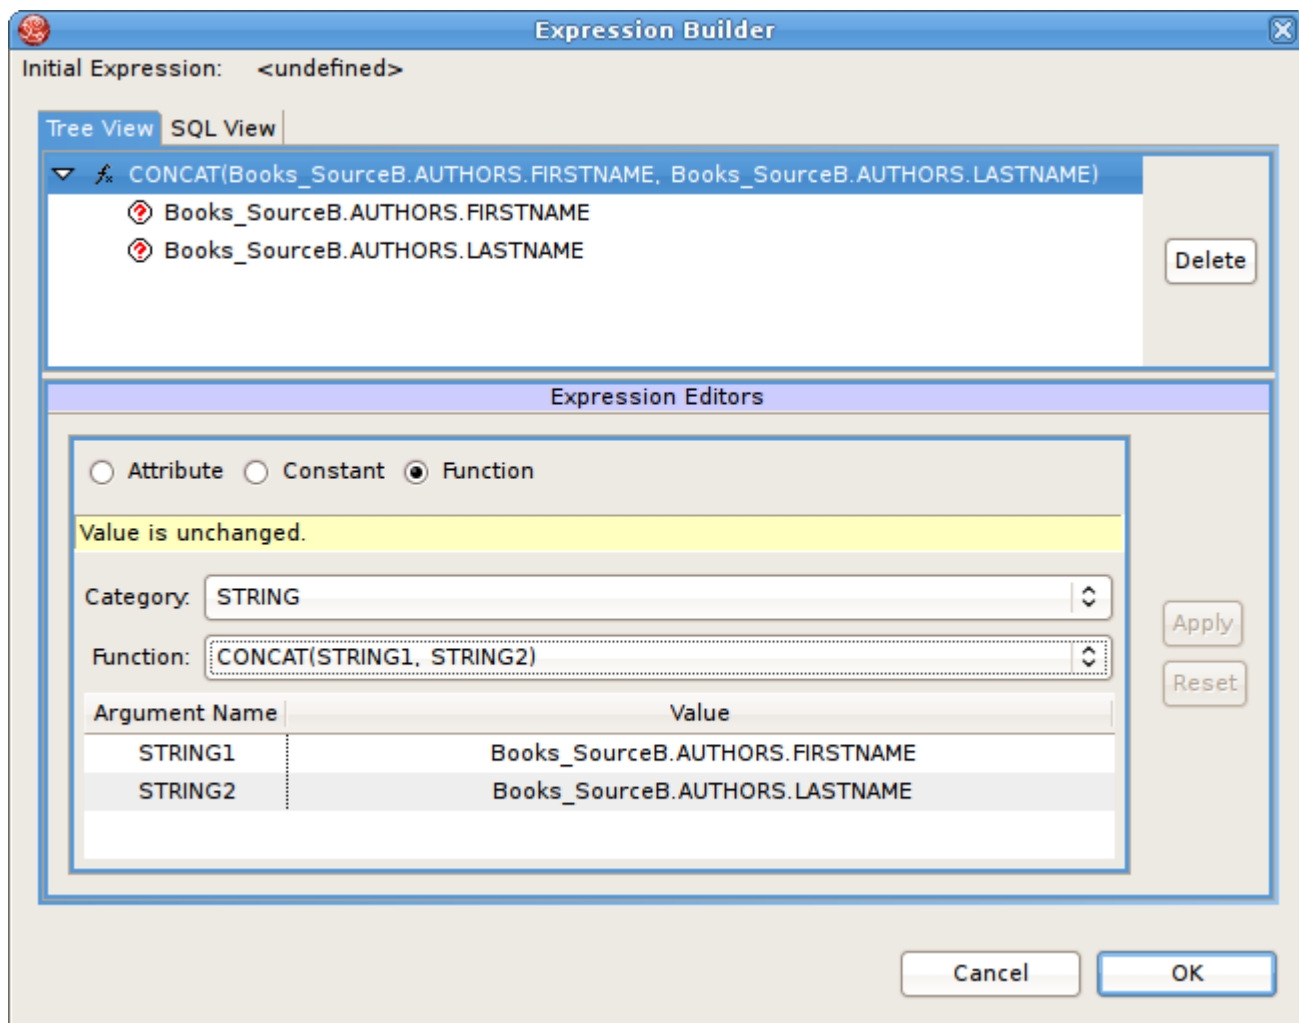 Expression Builder
Initial Expression: <undefined>
Tree View SQL View
CONCAT(Books_SourceB.AUTHORS.FIRSTNAME, Books_SourceB.AUTHORS.LASTNAME)
Books_SourceB.AUTHORS.FIRSTNAME
Books_SourceB.AUTHORS.LASTNAME
Delete
Expression Editors
Attribute Constant Function
Value is unchanged.
Category: STRING
Function: CONCAT(STRING1, STRING2)
Apply
Reset
Argument Name Value
STRING1 Books_SourceB.AUTHORS.FIRSTNAME
STRING2 Books_SourceB.AUTHORS.LASTNAME
Cancel OK